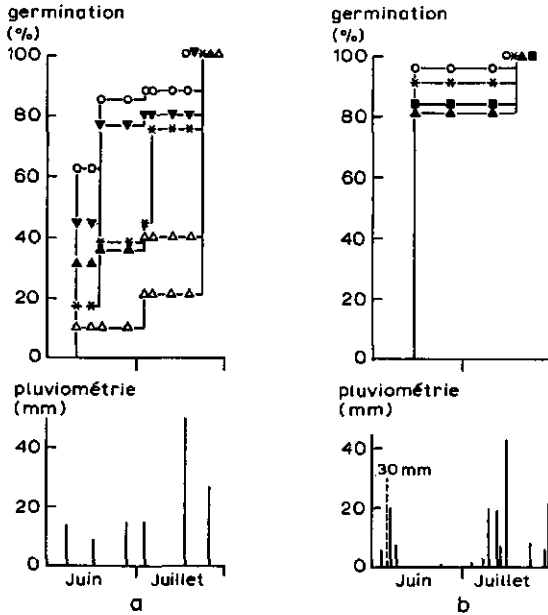 germination
(%)
100
80
60
40
20
0
pluviométrie
(mm)
40
20
0
Juin
Juillet
a
germination
(%)
100
80
60
40
20
0
pluviométrie
(mm)
40
30 mm
20
0
Juin
Juillet
b